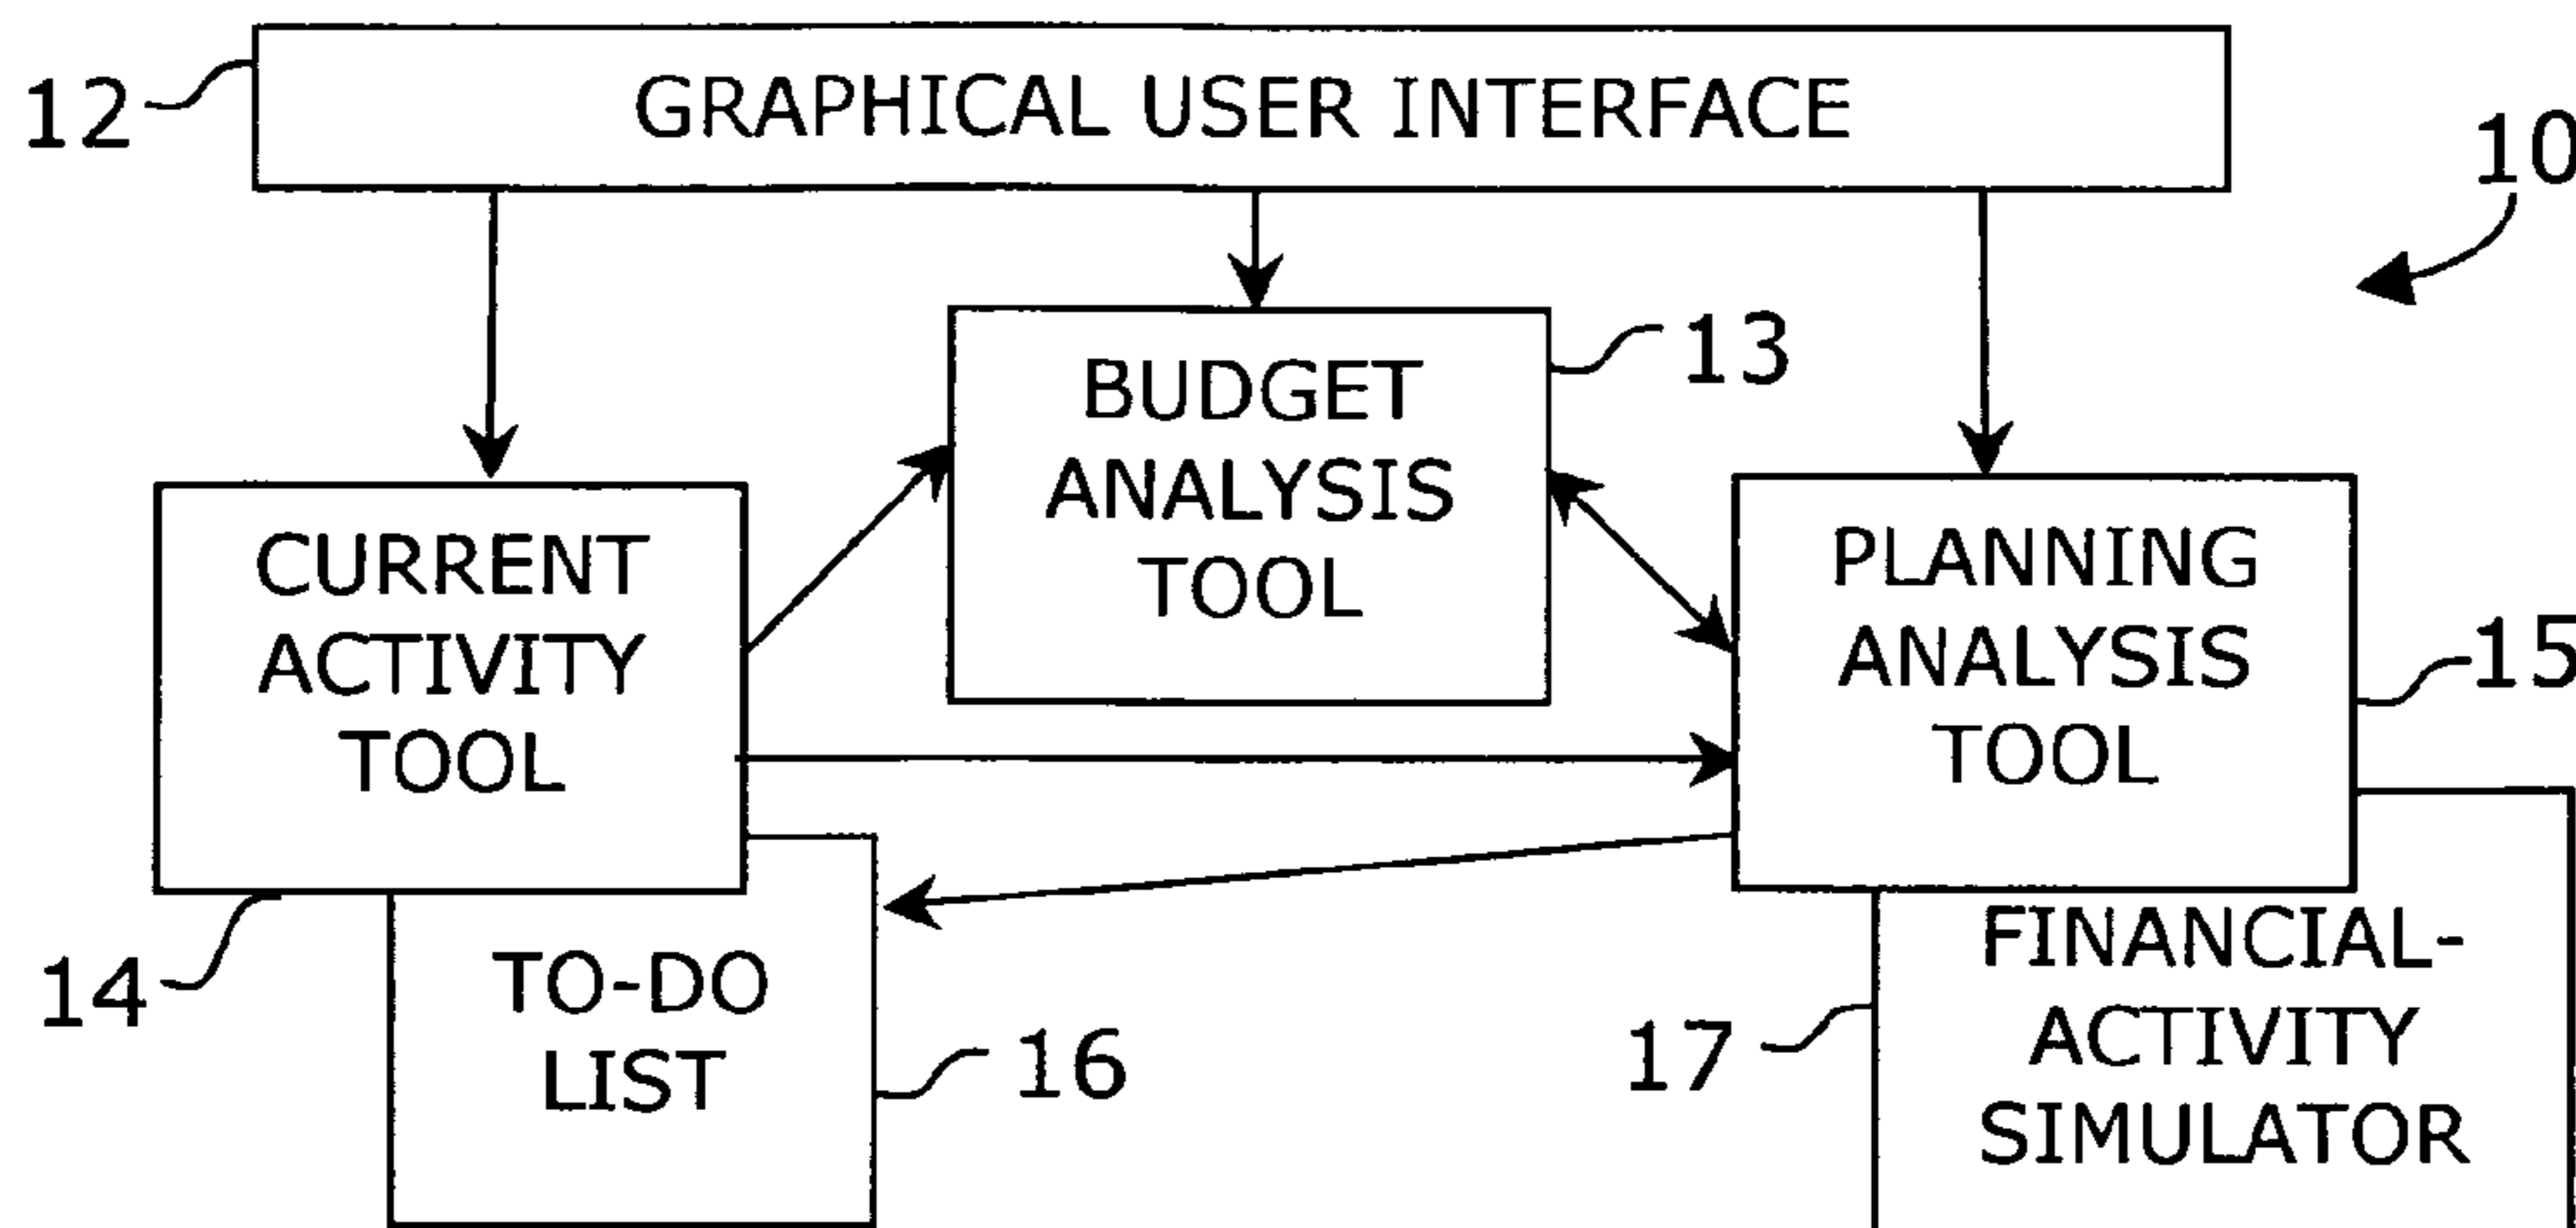 12
GRAPHICAL USER INTERFACE
10
BUDGET
ANALYSIS
TOOL
13
CURRENT
ACTIVITY
TOOL
PLANNING
ANALYSIS
TOOL
15
14
TO-DO
LIST
16
17
FINANCIAL-
ACTIVITY
SIMULATOR